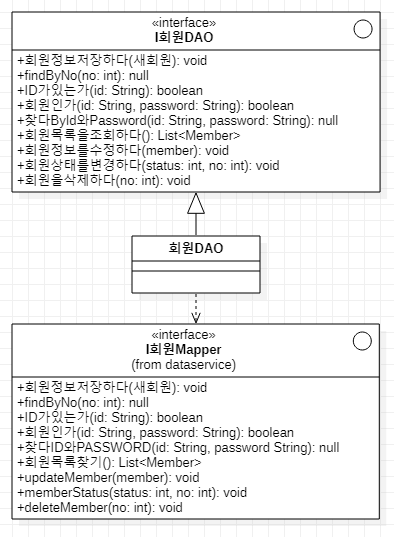 «interface»
I회원DAO
+회원정보저장하다(새회원): void
+findByNo(no: int): null
+ID가있는가(id: String): boolean
+회원인가(id: String, password: String): boolean
+찾다ById와Password(id: String, password: String): null
+회원목록을조회하다(): List<Member>
+회원정보를수정하다(member): void
+회원상태를변경하다(status: int, no: int): void
+회원을삭제하다(no: int): void
회원DAO
«interface»
I회원Mapper
(from dataservice)
+회원정보저장하다(새회원): void
+findByNo(no: int): null
+ID가있는가(id: String): boolean
+회원인가(id: String, password: String): boolean
+찾다ID와PASSWORD(id: String, password String): null
+회원목록찾기(): List<Member>
+updateMember(member): void
+memberStatus(status: int, no: int): void
+deleteMember(no: int): void